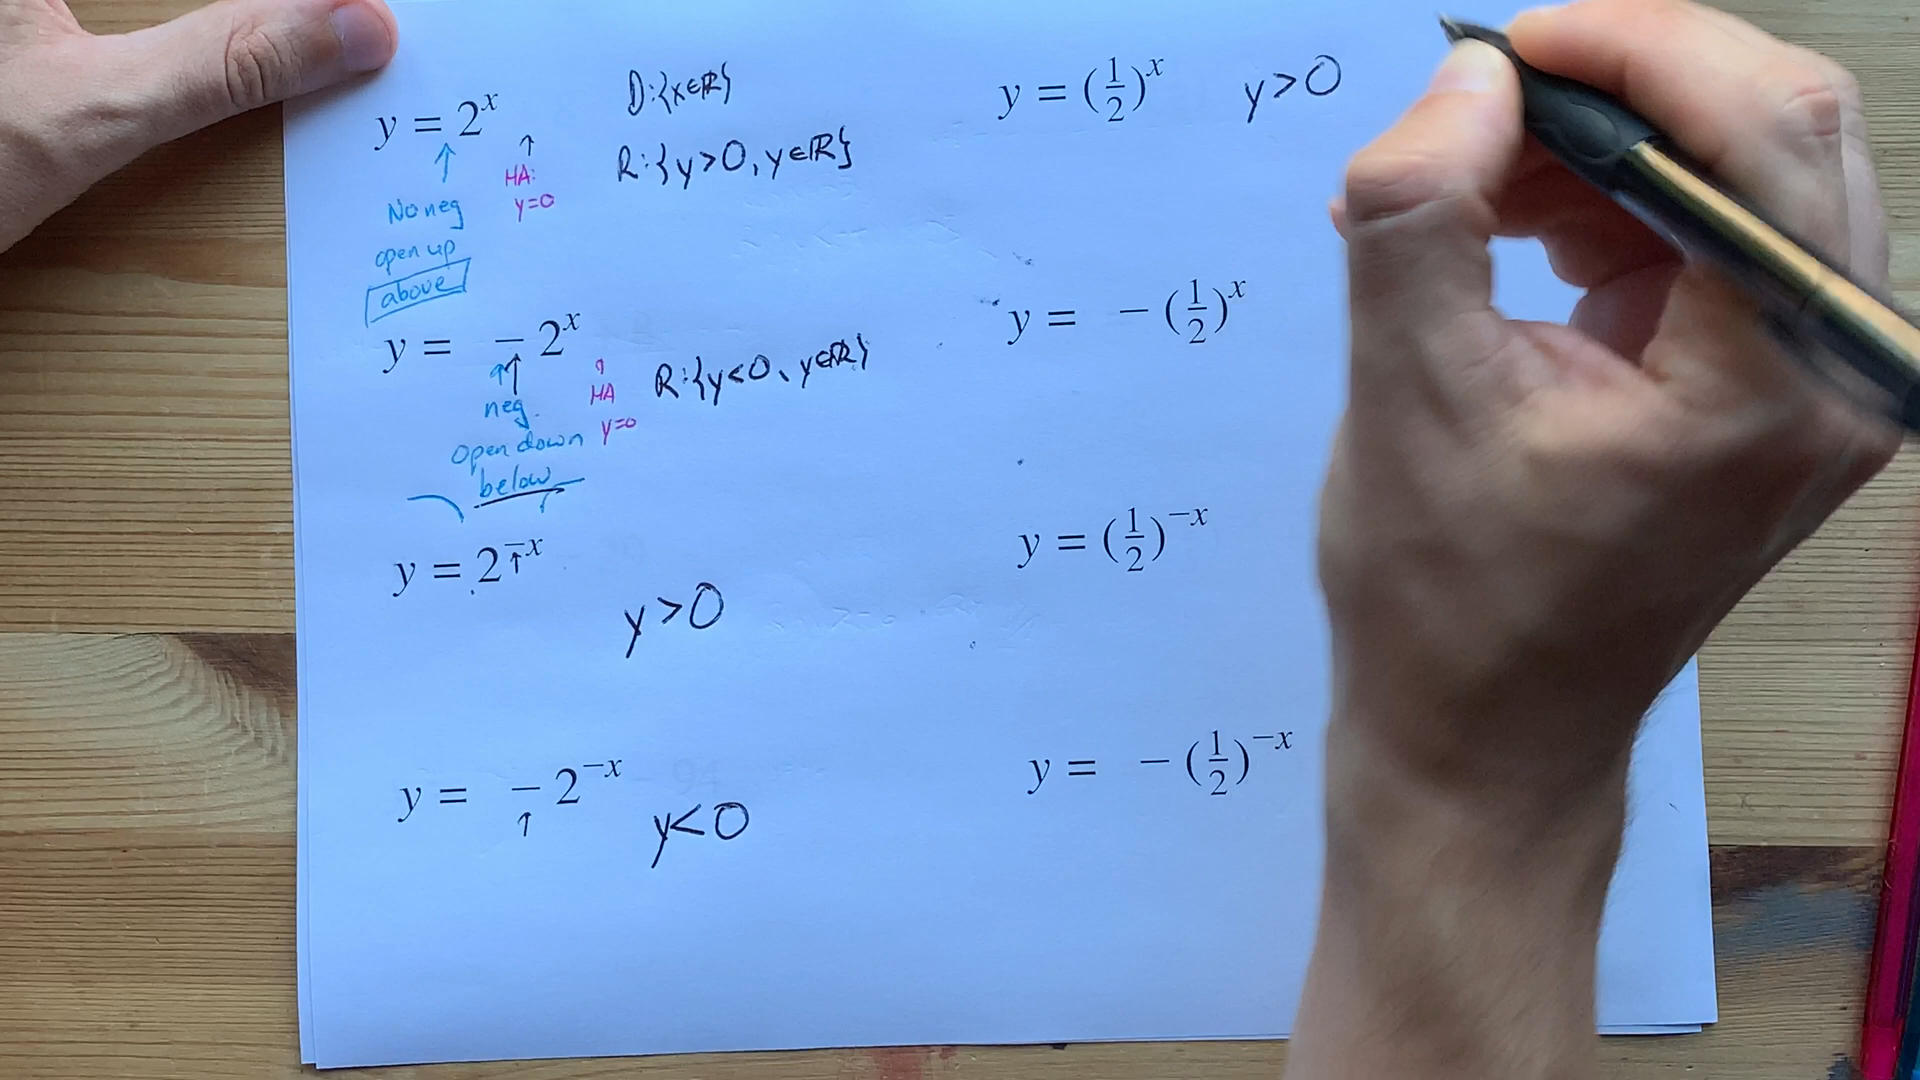 y = 2^x
D:{x∈ℝ}
↑
↑
HA:
y=0
R:{y>0, y∈ℝ}
No neg
open up
above
y = −2^x
↑↑
neg.
Open down
below
↑
HA
y=0
R:{y<0, y∈ℝ}
y = 2^−x
↑
y>0
y = −2^−x
↑
y<0
y = (1/2)^x
y>0
y = −(1/2)^x
y = (1/2)^−x
y = −(1/2)^−x